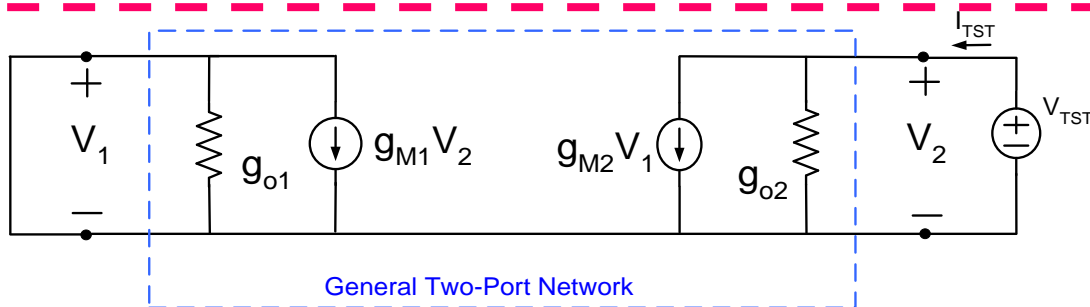 I_TST
+
V_1
−
g_o1
g_M1V_2
g_M2V_1
g_o2
+
V_2
−
+
−
V_TST
General Two-Port Network